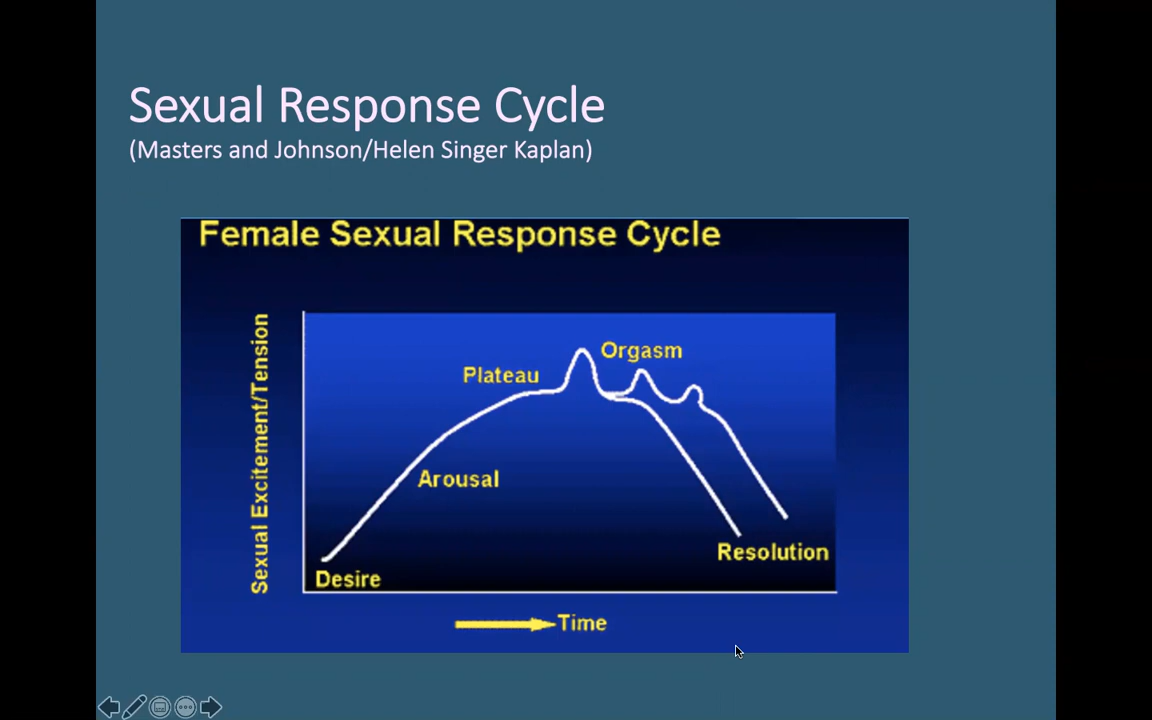 Sexual Response Cycle
(Masters and Johnson/Helen Singer Kaplan)
Female Sexual Response Cycle
Sexual Excitement/Tension
Orgasm
Plateau
Arousal
Resolution
Desire
Time